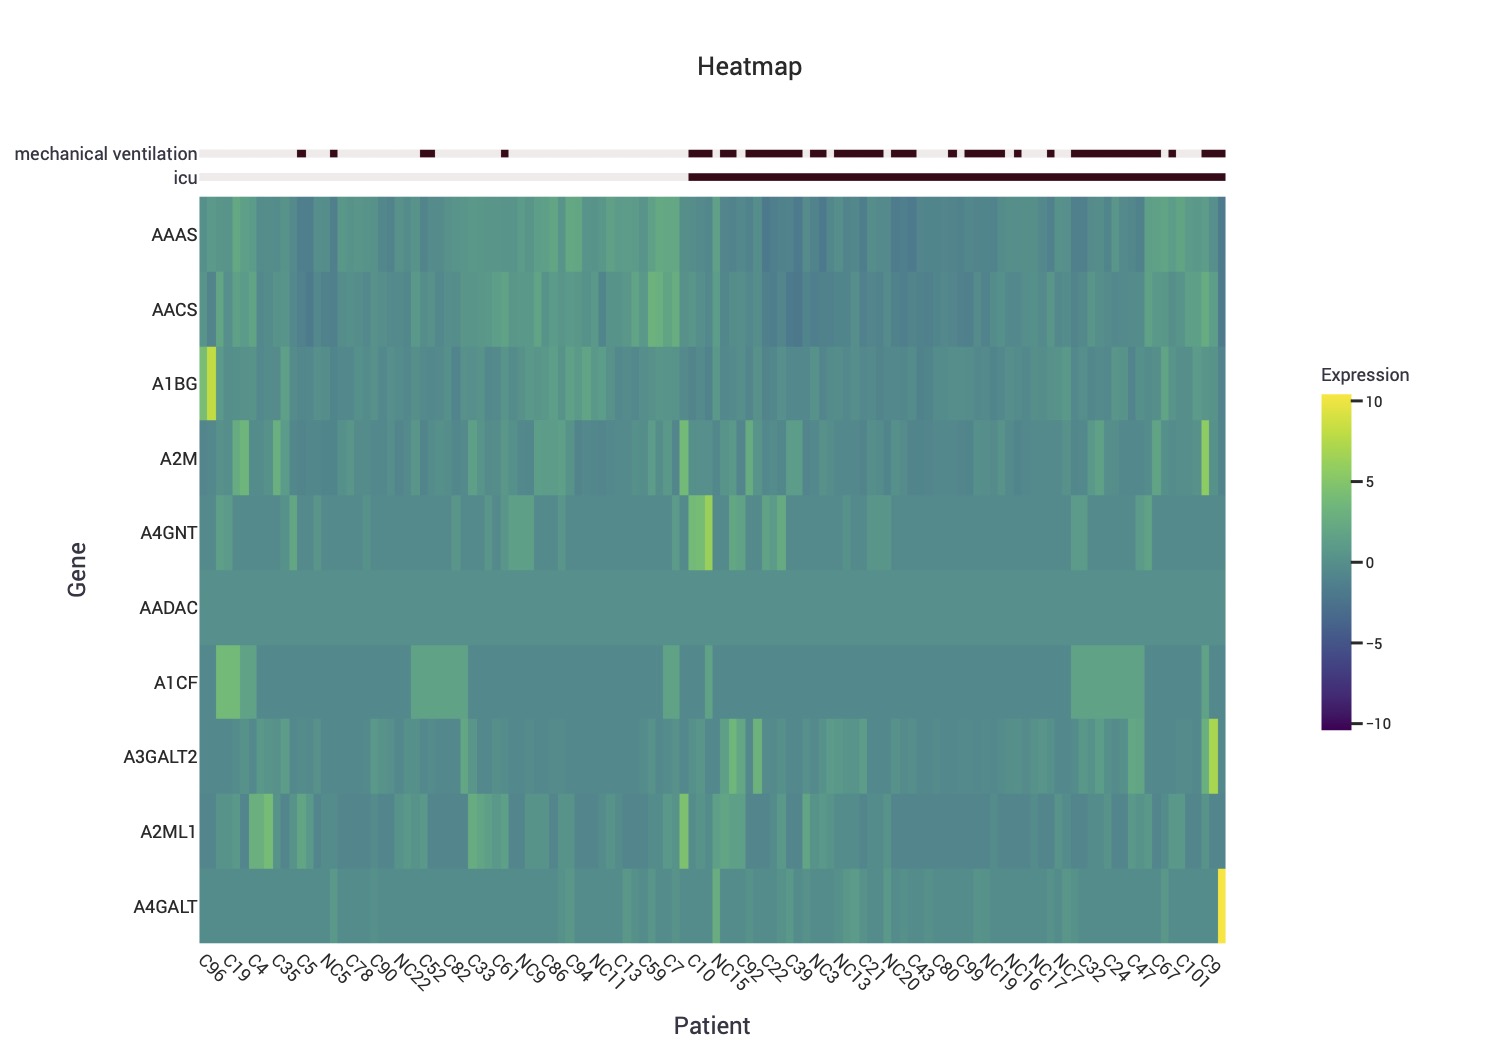 Heatmap
mechanical ventilation
icu
AAAS
AACS
A1BG
A2M
A4GNT
AADAC
A1CF
A3GALT2
A2ML1
A4GALT
Gene
C96 C19 C4 C35 C5 NC5 C78 C90 NC22 C52 C82 C33 C61 NC9 C86 C94 NC11 C13 C59 C7 C10 NC15 C92 C22 C39 NC3 NC13 C21 NC20 C43 C80 C99 NC19 NC16 NC17 NC7 C32 C24 C47 C67 C101 C9
Patient
Expression
10
5
0
−5
−10